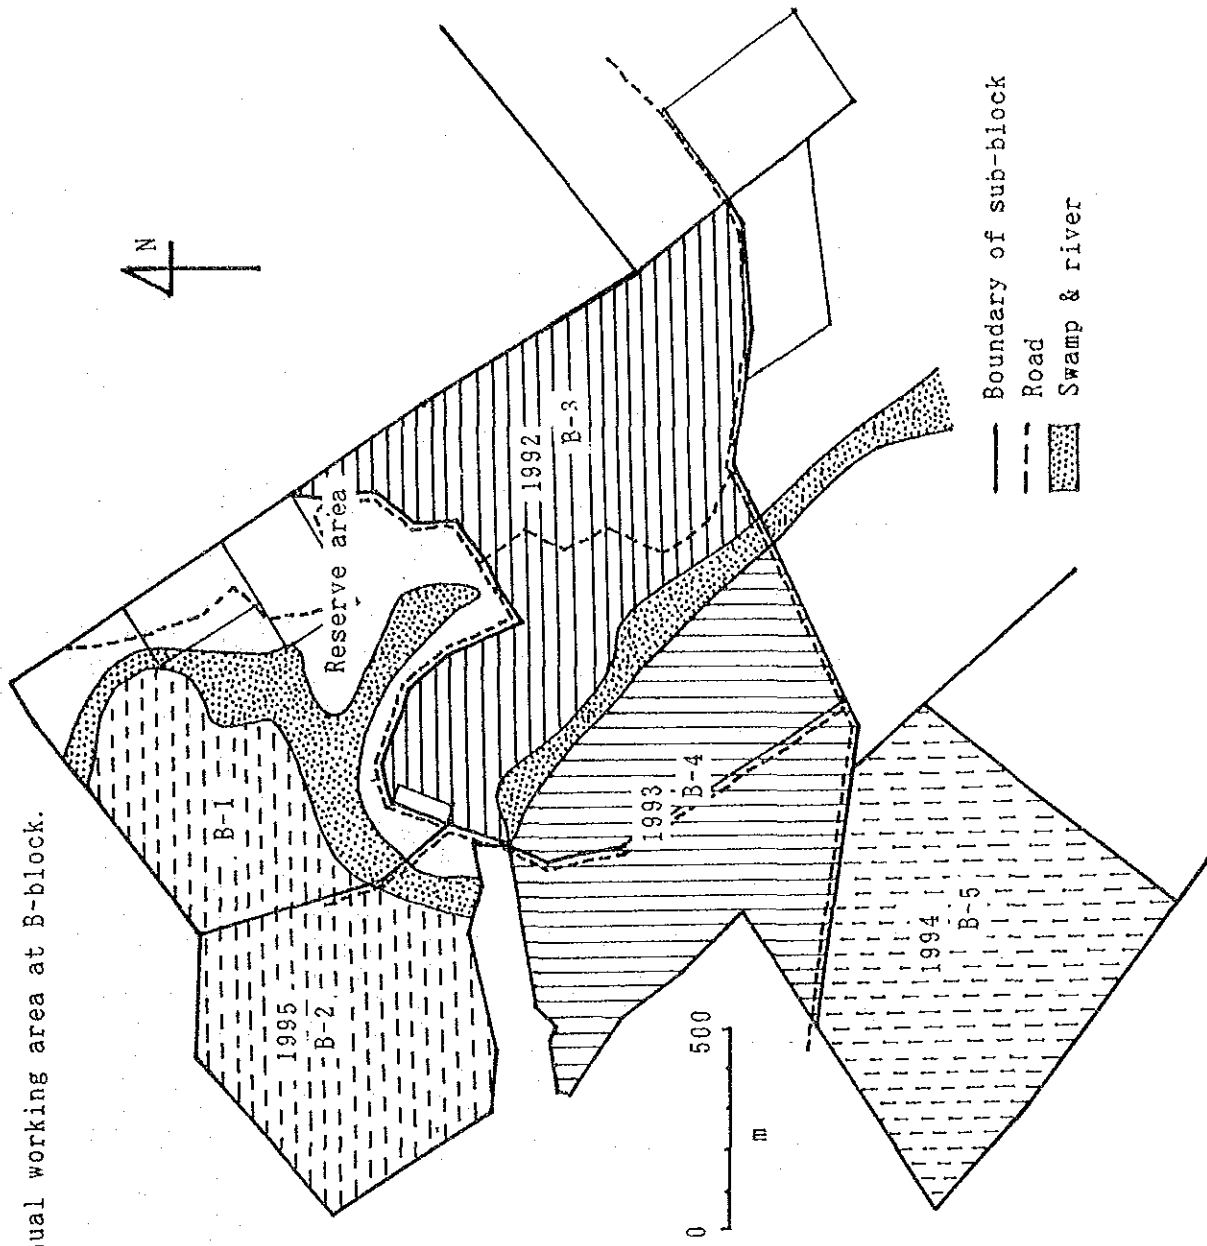 ual working area at B-block.
N
B-1
1995
B-2
Reserve area
1992
B-3
1993
B-4
1994
B-5
0 500
m
Boundary of sub-block
Road
Swamp & river